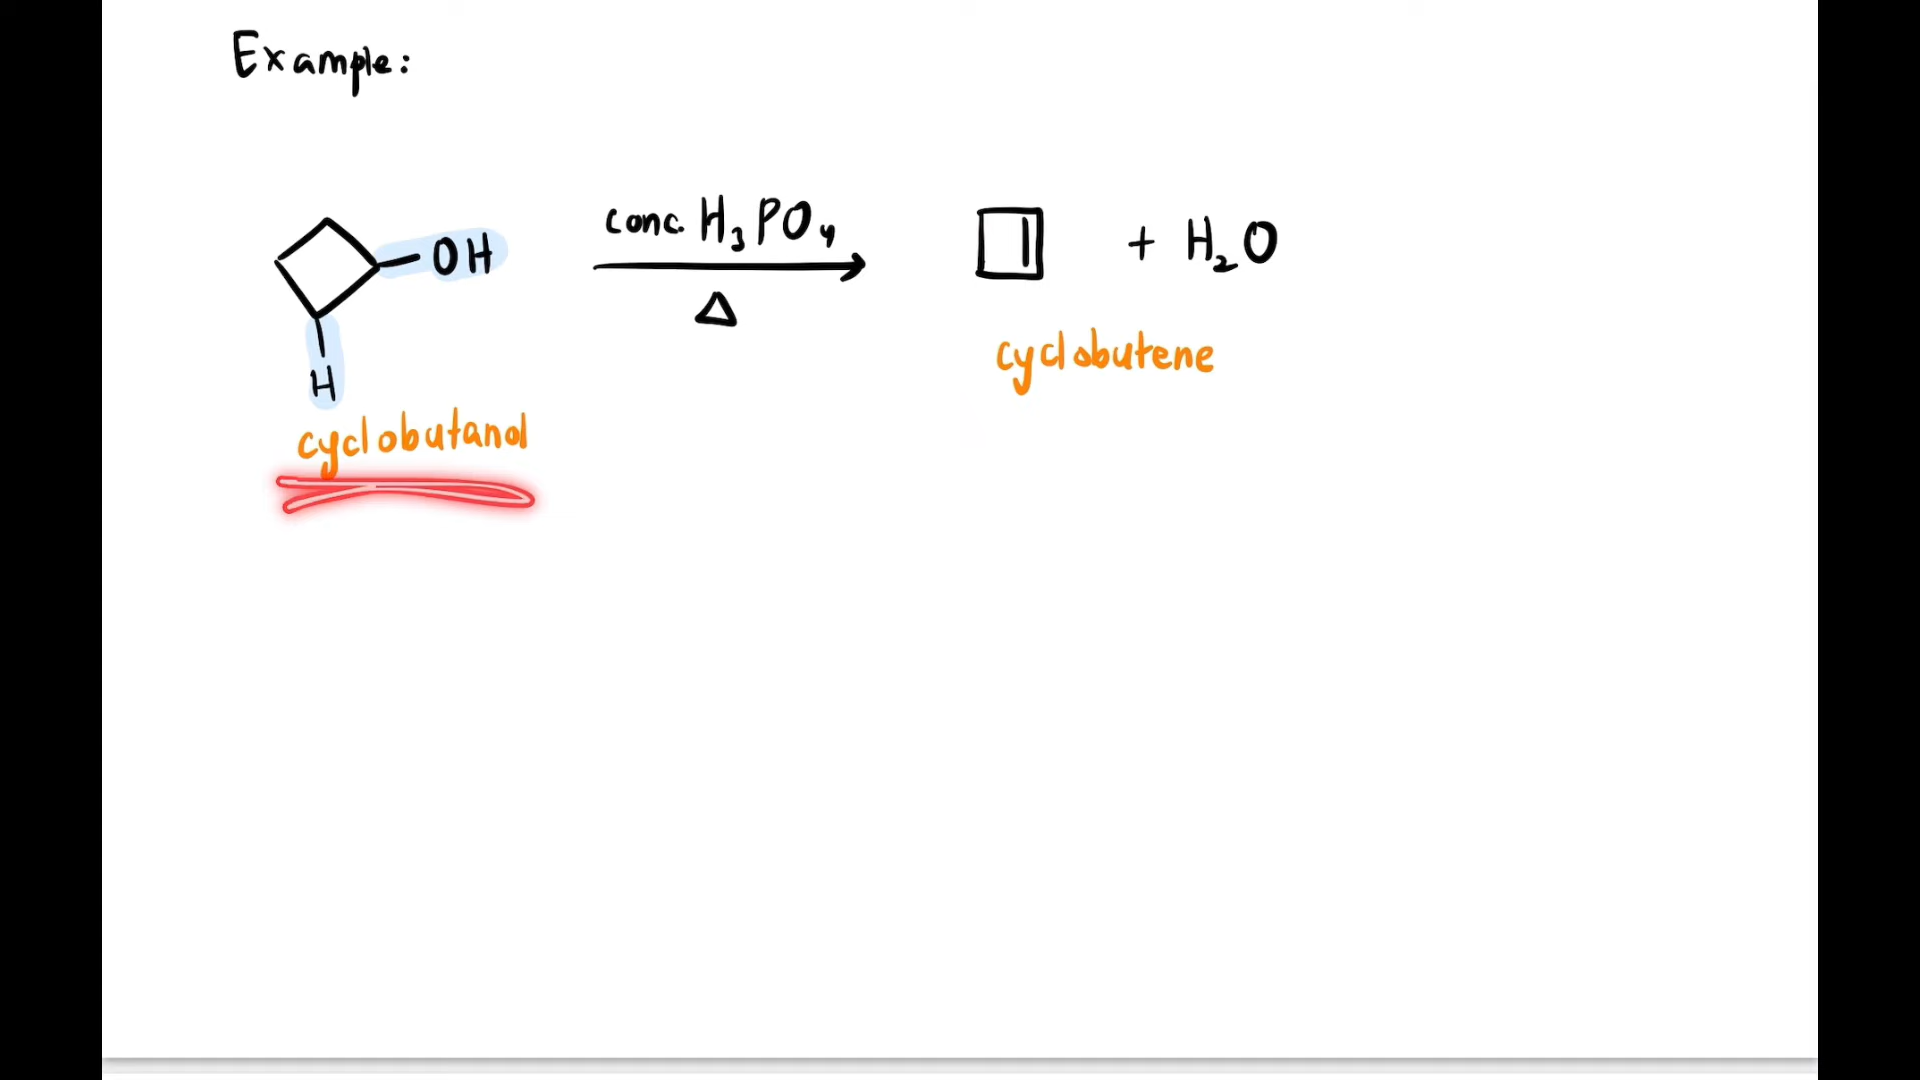 Example:
conc. H₃PO₄
OH
+ H₂O
Δ
H
cyclobutene
cyclobutanol